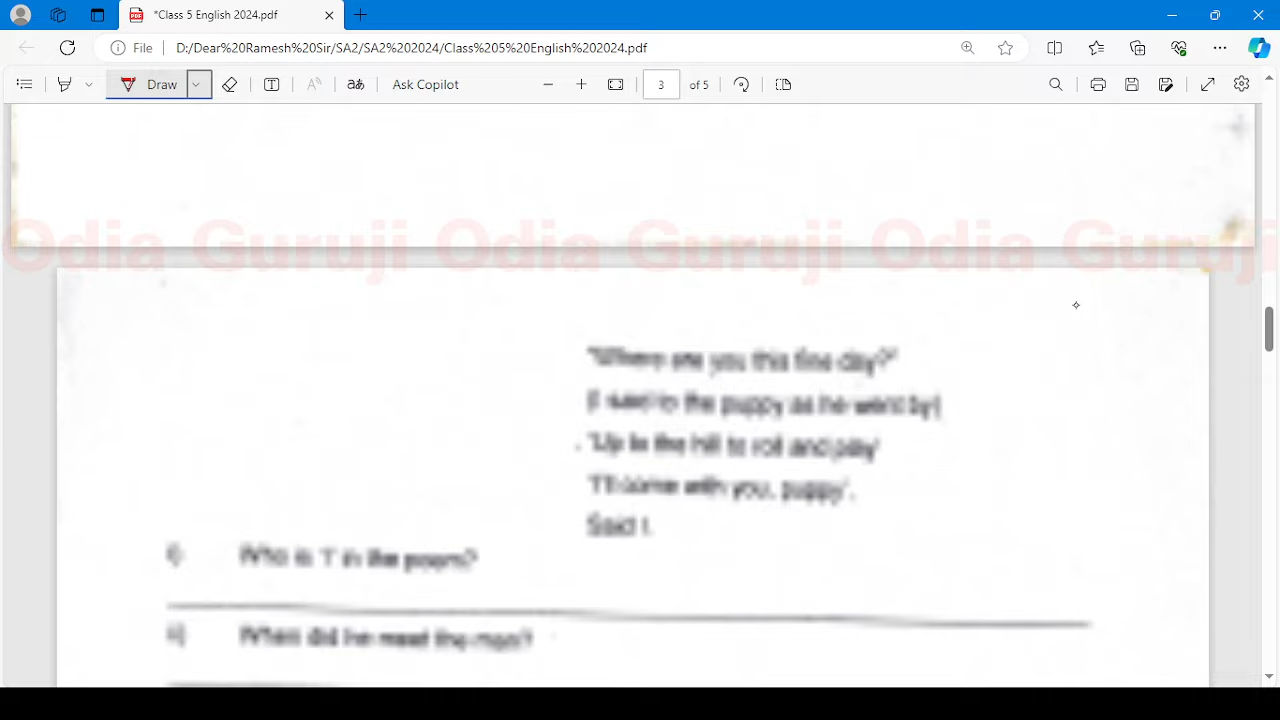 *Class 5 English 2024.pdf
File D:/Dear%20Ramesh%20Sir/SA2/SA2%202024/Class%205%20English%202024.pdf
Draw aあ Ask Copilot 3 of 5
Odia Guruji Odia Guruji Odia Guruji
"Where are you this fine day?"
(I said to the puppy as he went by)
'Up to the hill to roll and play'
'I'll come with you, puppy'.
Said I.
i) Who is 'I' in the poem?
ii) When did he meet the man?